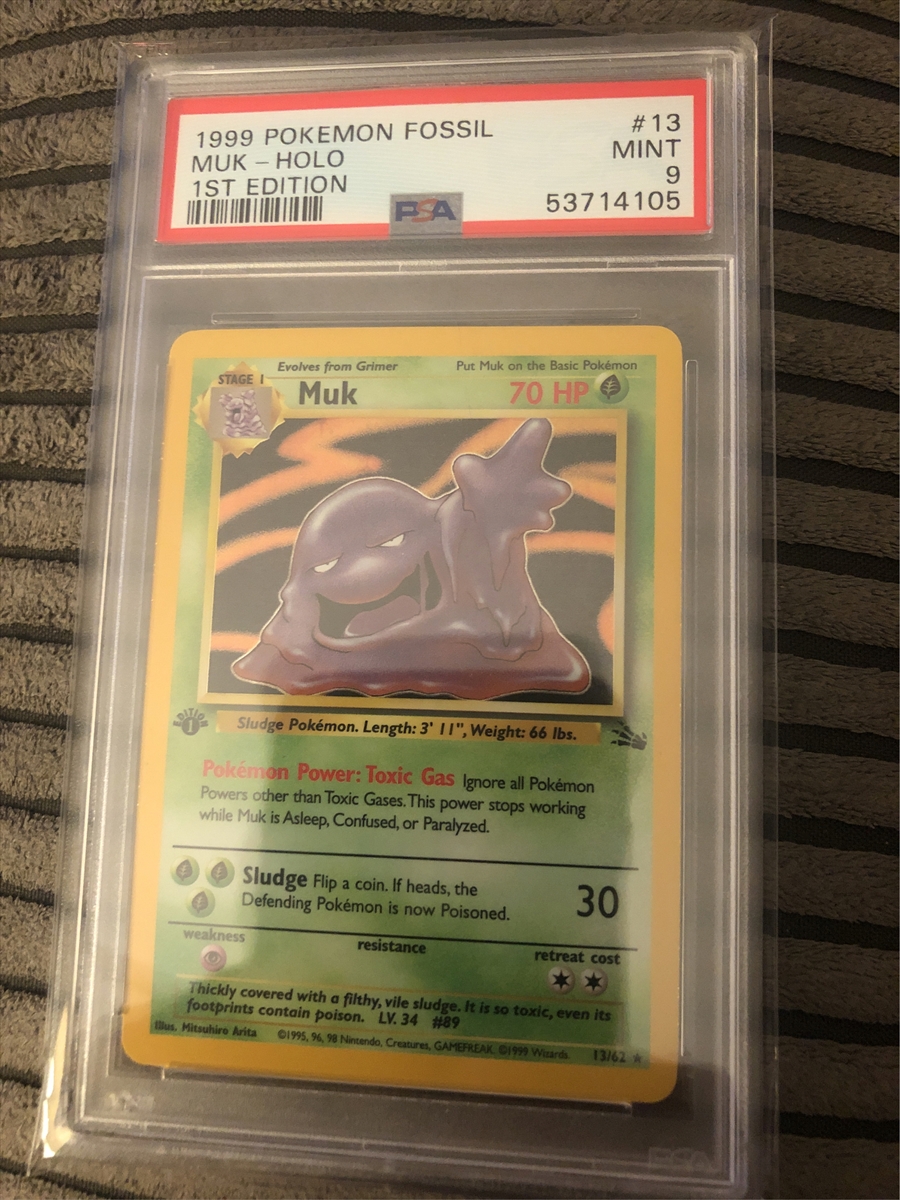 1999 POKEMON FOSSIL #13
MUK - HOLO MINT
1ST EDITION 9
PSA 53714105
Evolves from Grimer Put Muk on the Basic Pokémon
STAGE 1 Muk 70 HP
EDITION 1
Sludge Pokémon. Length: 3' 11", Weight: 66 lbs.
Pokémon Power: Toxic Gas Ignore all Pokémon
Powers other than Toxic Gases. This power stops working
while Muk is Asleep, Confused, or Paralyzed.
Sludge Flip a coin. If heads, the
Defending Pokémon is now Poisoned. 30
weakness resistance retreat cost
Thickly covered with a filthy, vile sludge. It is so toxic, even its
footprints contain poison. LV. 34 #89
Illus. Mitsuhiro Arita ©1995, 96, 98 Nintendo, Creatures, GAMEFREAK. ©1999 Wizards. 13/62
PSA